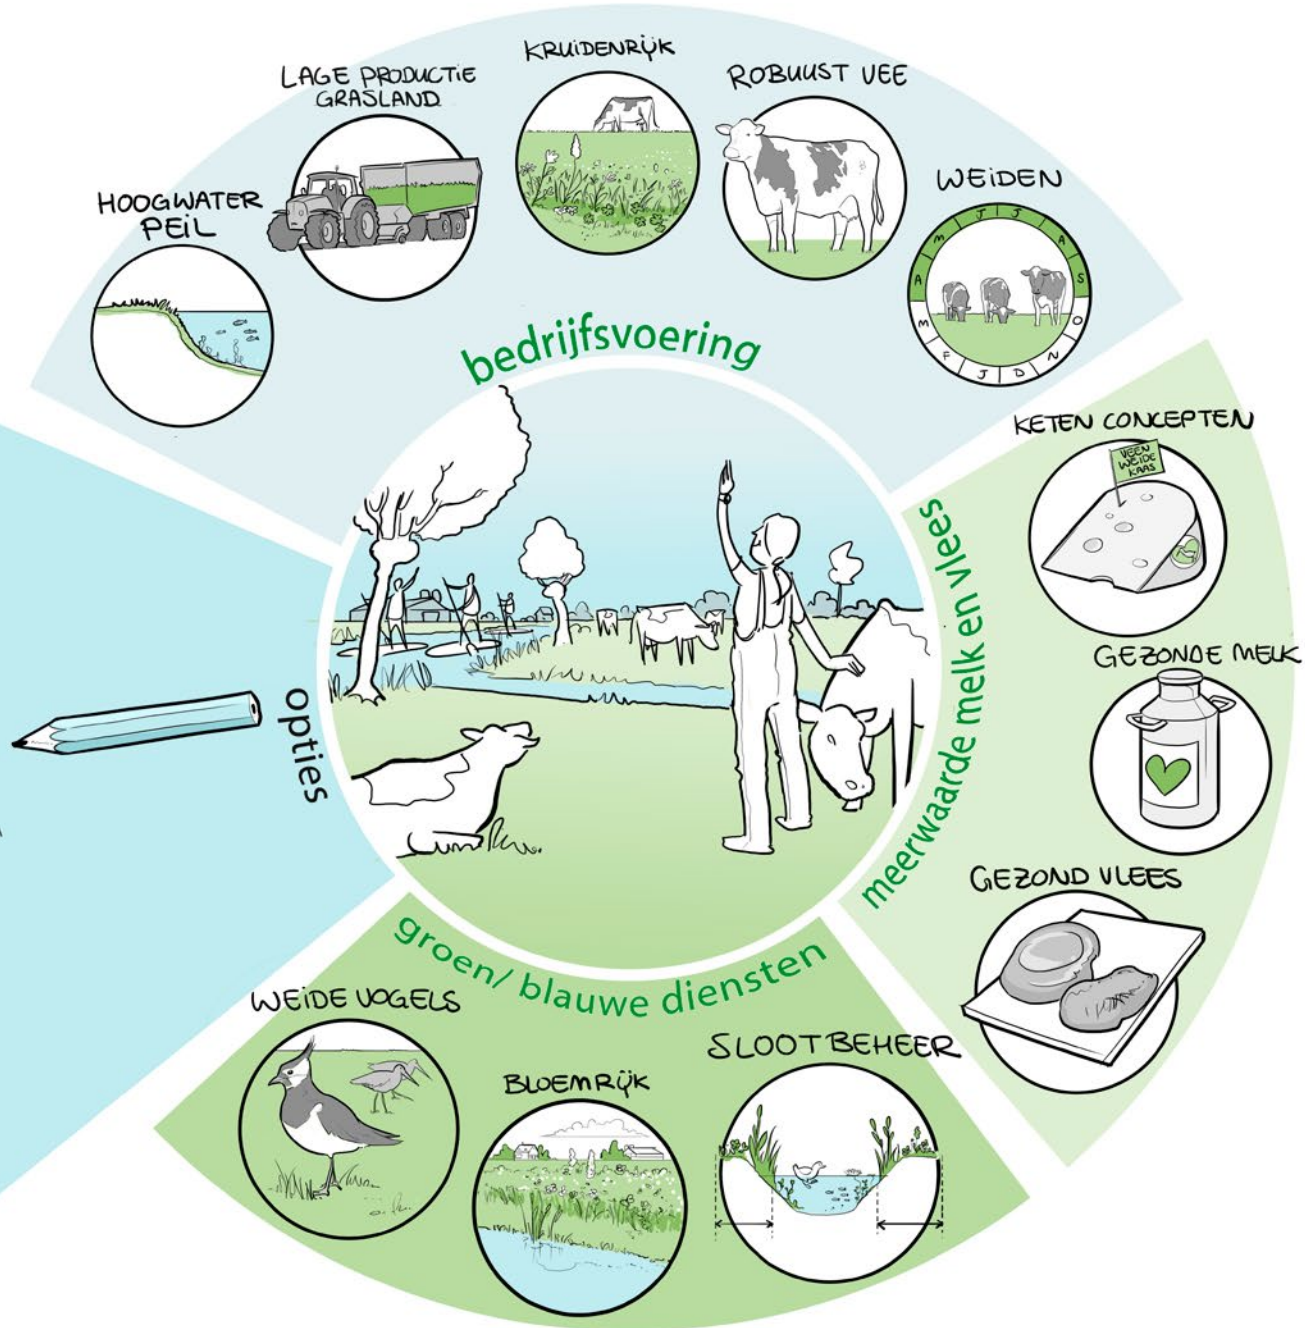 KRUIDENRIJK
LAGE PRODUCTIE
GRASLAND
ROBUUST VEE
HOOGWATER
PEIL
WEIDEN
J F M A M J J A S O N D
bedrijfsvoering
KETEN CONCEPTEN
VEEN
WEIDE
KAAS
meerwaarde melk en vlees
GEZONDE MELK
opties
GEZOND VLEES
groen/ blauwe diensten
WEIDE VOGELS
BLOEMRIJK
SLOOTBEHEER